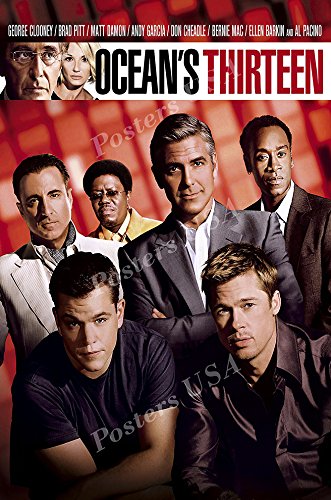 GEORGE CLOONEY / BRAD PITT / MATT DAMON / ANDY GARCIA / DON CHEADLE / BERNIE MAC / ELLEN BARKIN AND AL PACINO
OCEAN'S THIRTEEN
Posters USA
Posters USA
Posters USA